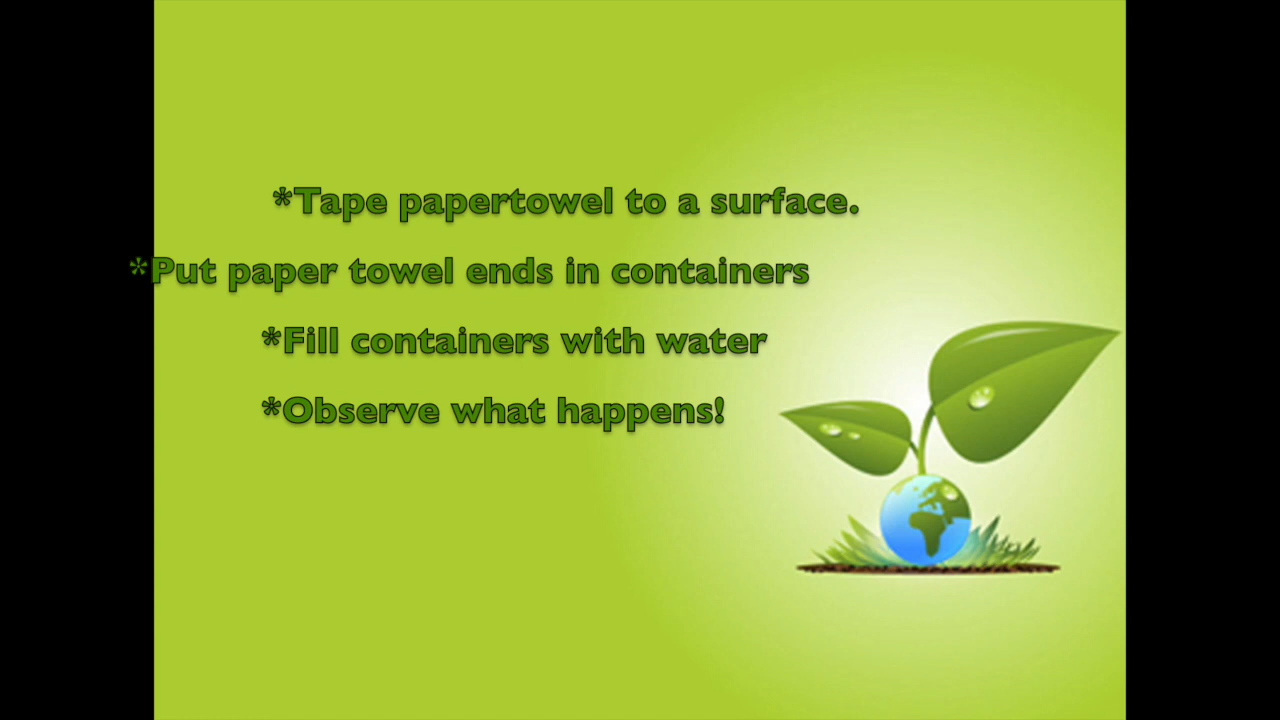 *Tape papertowel to a surface.
*Put paper towel ends in containers
*Fill containers with water
*Observe what happens!